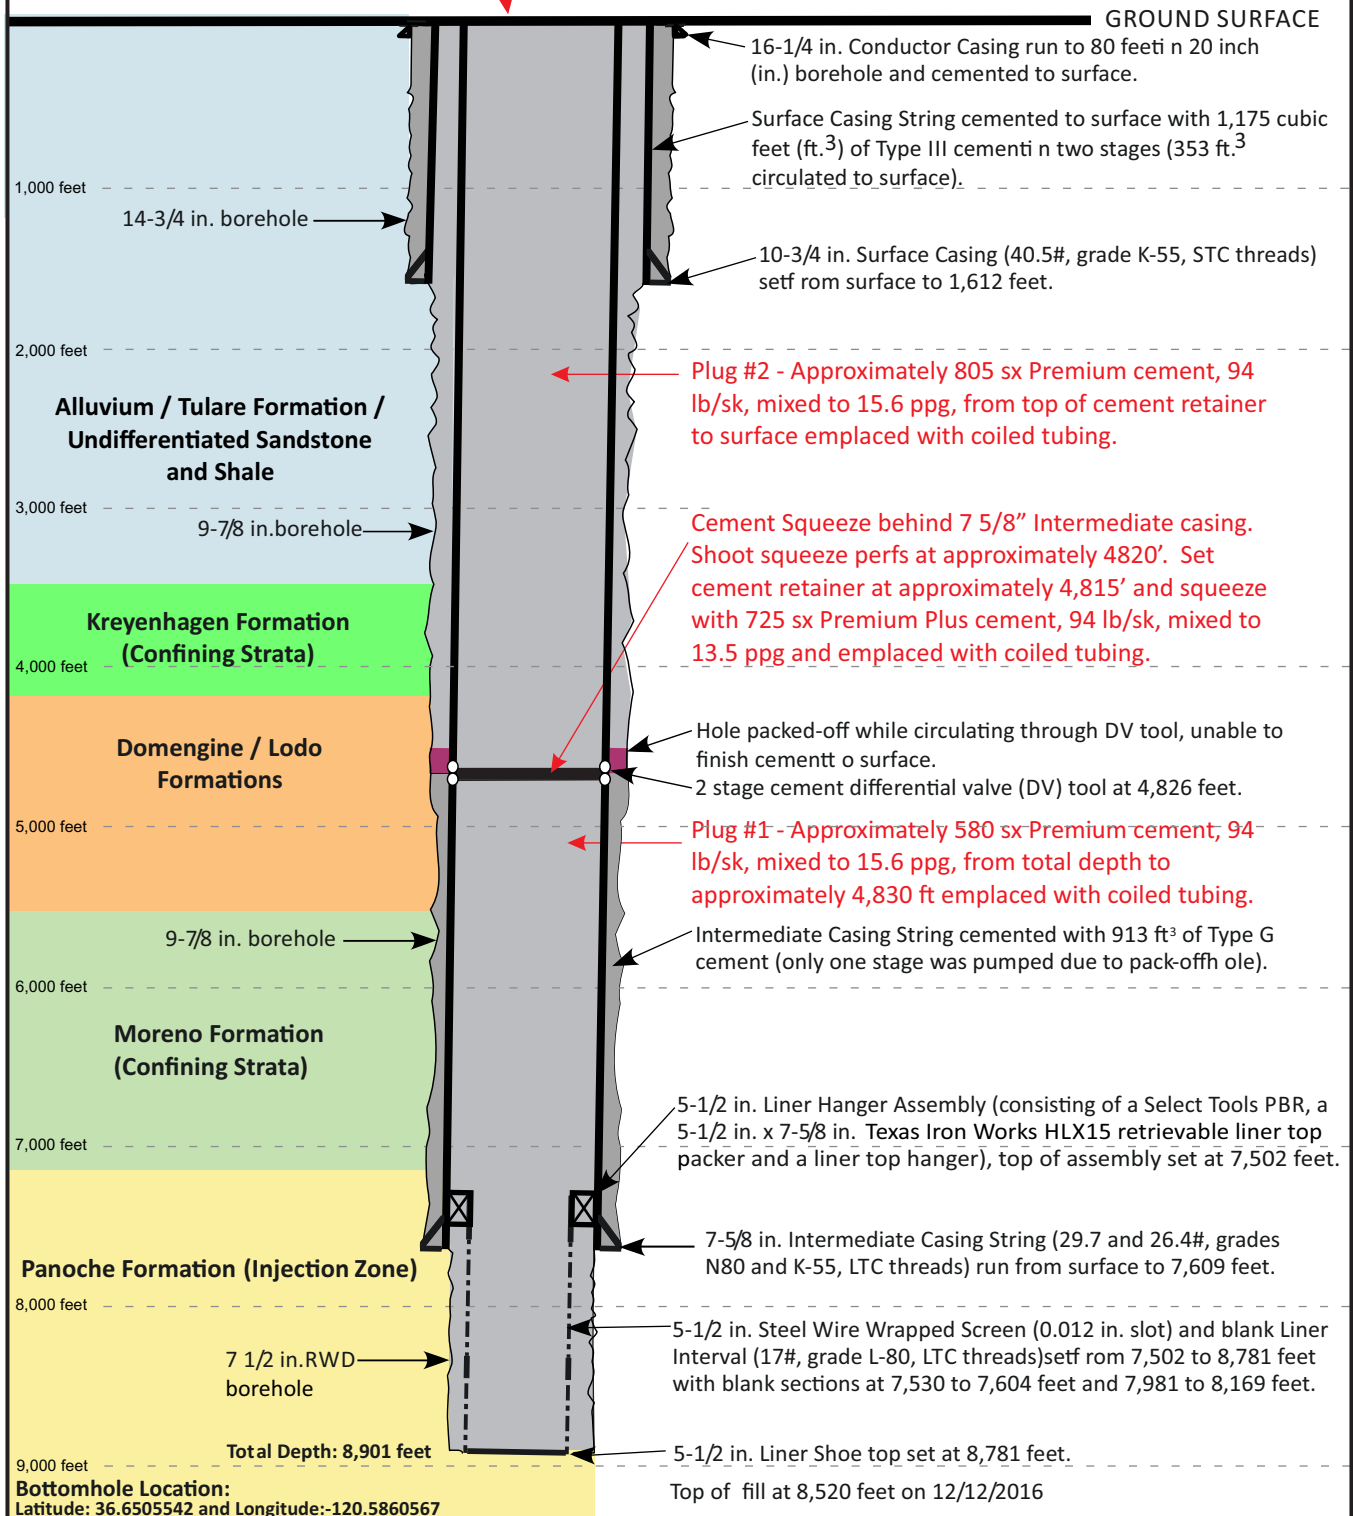 GROUND SURFACE
16-1/4 in. Conductor Casing run to 80 feeti n 20 inch
(in.) borehole and cemented to surface.
Surface Casing String cemented to surface with 1,175 cubic
feet (ft.³) of Type III cementi n two stages (353 ft.³
circulated to surface).
1,000 feet
14-3/4 in. borehole
10-3/4 in. Surface Casing (40.5#, grade K-55, STC threads)
setf rom surface to 1,612 feet.
2,000 feet
Plug #2 - Approximately 805 sx Premium cement, 94
lb/sk, mixed to 15.6 ppg, from top of cement retainer
to surface emplaced with coiled tubing.
Alluvium / Tulare Formation /
Undifferentiated Sandstone
and Shale
3,000 feet
9-7/8 in.borehole
Cement Squeeze behind 7 5/8” Intermediate casing.
Shoot squeeze perfs at approximately 4820’. Set
cement retainer at approximately 4,815’ and squeeze
with 725 sx Premium Plus cement, 94 lb/sk, mixed to
13.5 ppg and emplaced with coiled tubing.
Kreyenhagen Formation
(Confining Strata)
4,000 feet
Domengine / Lodo
Formations
Hole packed-off while circulating through DV tool, unable to
finish cementt o surface.
2 stage cement differential valve (DV) tool at 4,826 feet.
5,000 feet
Plug #1 - Approximately 580 sx Premium cement, 94
lb/sk, mixed to 15.6 ppg, from total depth to
approximately 4,830 ft emplaced with coiled tubing.
9-7/8 in. borehole
Intermediate Casing String cemented with 913 ft³ of Type G
cement (only one stage was pumped due to pack-offh ole).
6,000 feet
Moreno Formation
(Confining Strata)
7,000 feet
5-1/2 in. Liner Hanger Assembly (consisting of a Select Tools PBR, a
5-1/2 in. x 7-5/8 in. Texas Iron Works HLX15 retrievable liner top
packer and a liner top hanger), top of assembly set at 7,502 feet.
7-5/8 in. Intermediate Casing String (29.7 and 26.4#, grades
N80 and K-55, LTC threads) run from surface to 7,609 feet.
Panoche Formation (Injection Zone)
8,000 feet
5-1/2 in. Steel Wire Wrapped Screen (0.012 in. slot) and blank Liner
Interval (17#, grade L-80, LTC threads)setf rom 7,502 to 8,781 feet
with blank sections at 7,530 to 7,604 feet and 7,981 to 8,169 feet.
7 1/2 in.RWD
borehole
Total Depth: 8,901 feet
5-1/2 in. Liner Shoe top set at 8,781 feet.
9,000 feet
Bottomhole Location:
Latitude: 36.6505542 and Longitude:-120.5860567
Top of fill at 8,520 feet on 12/12/2016